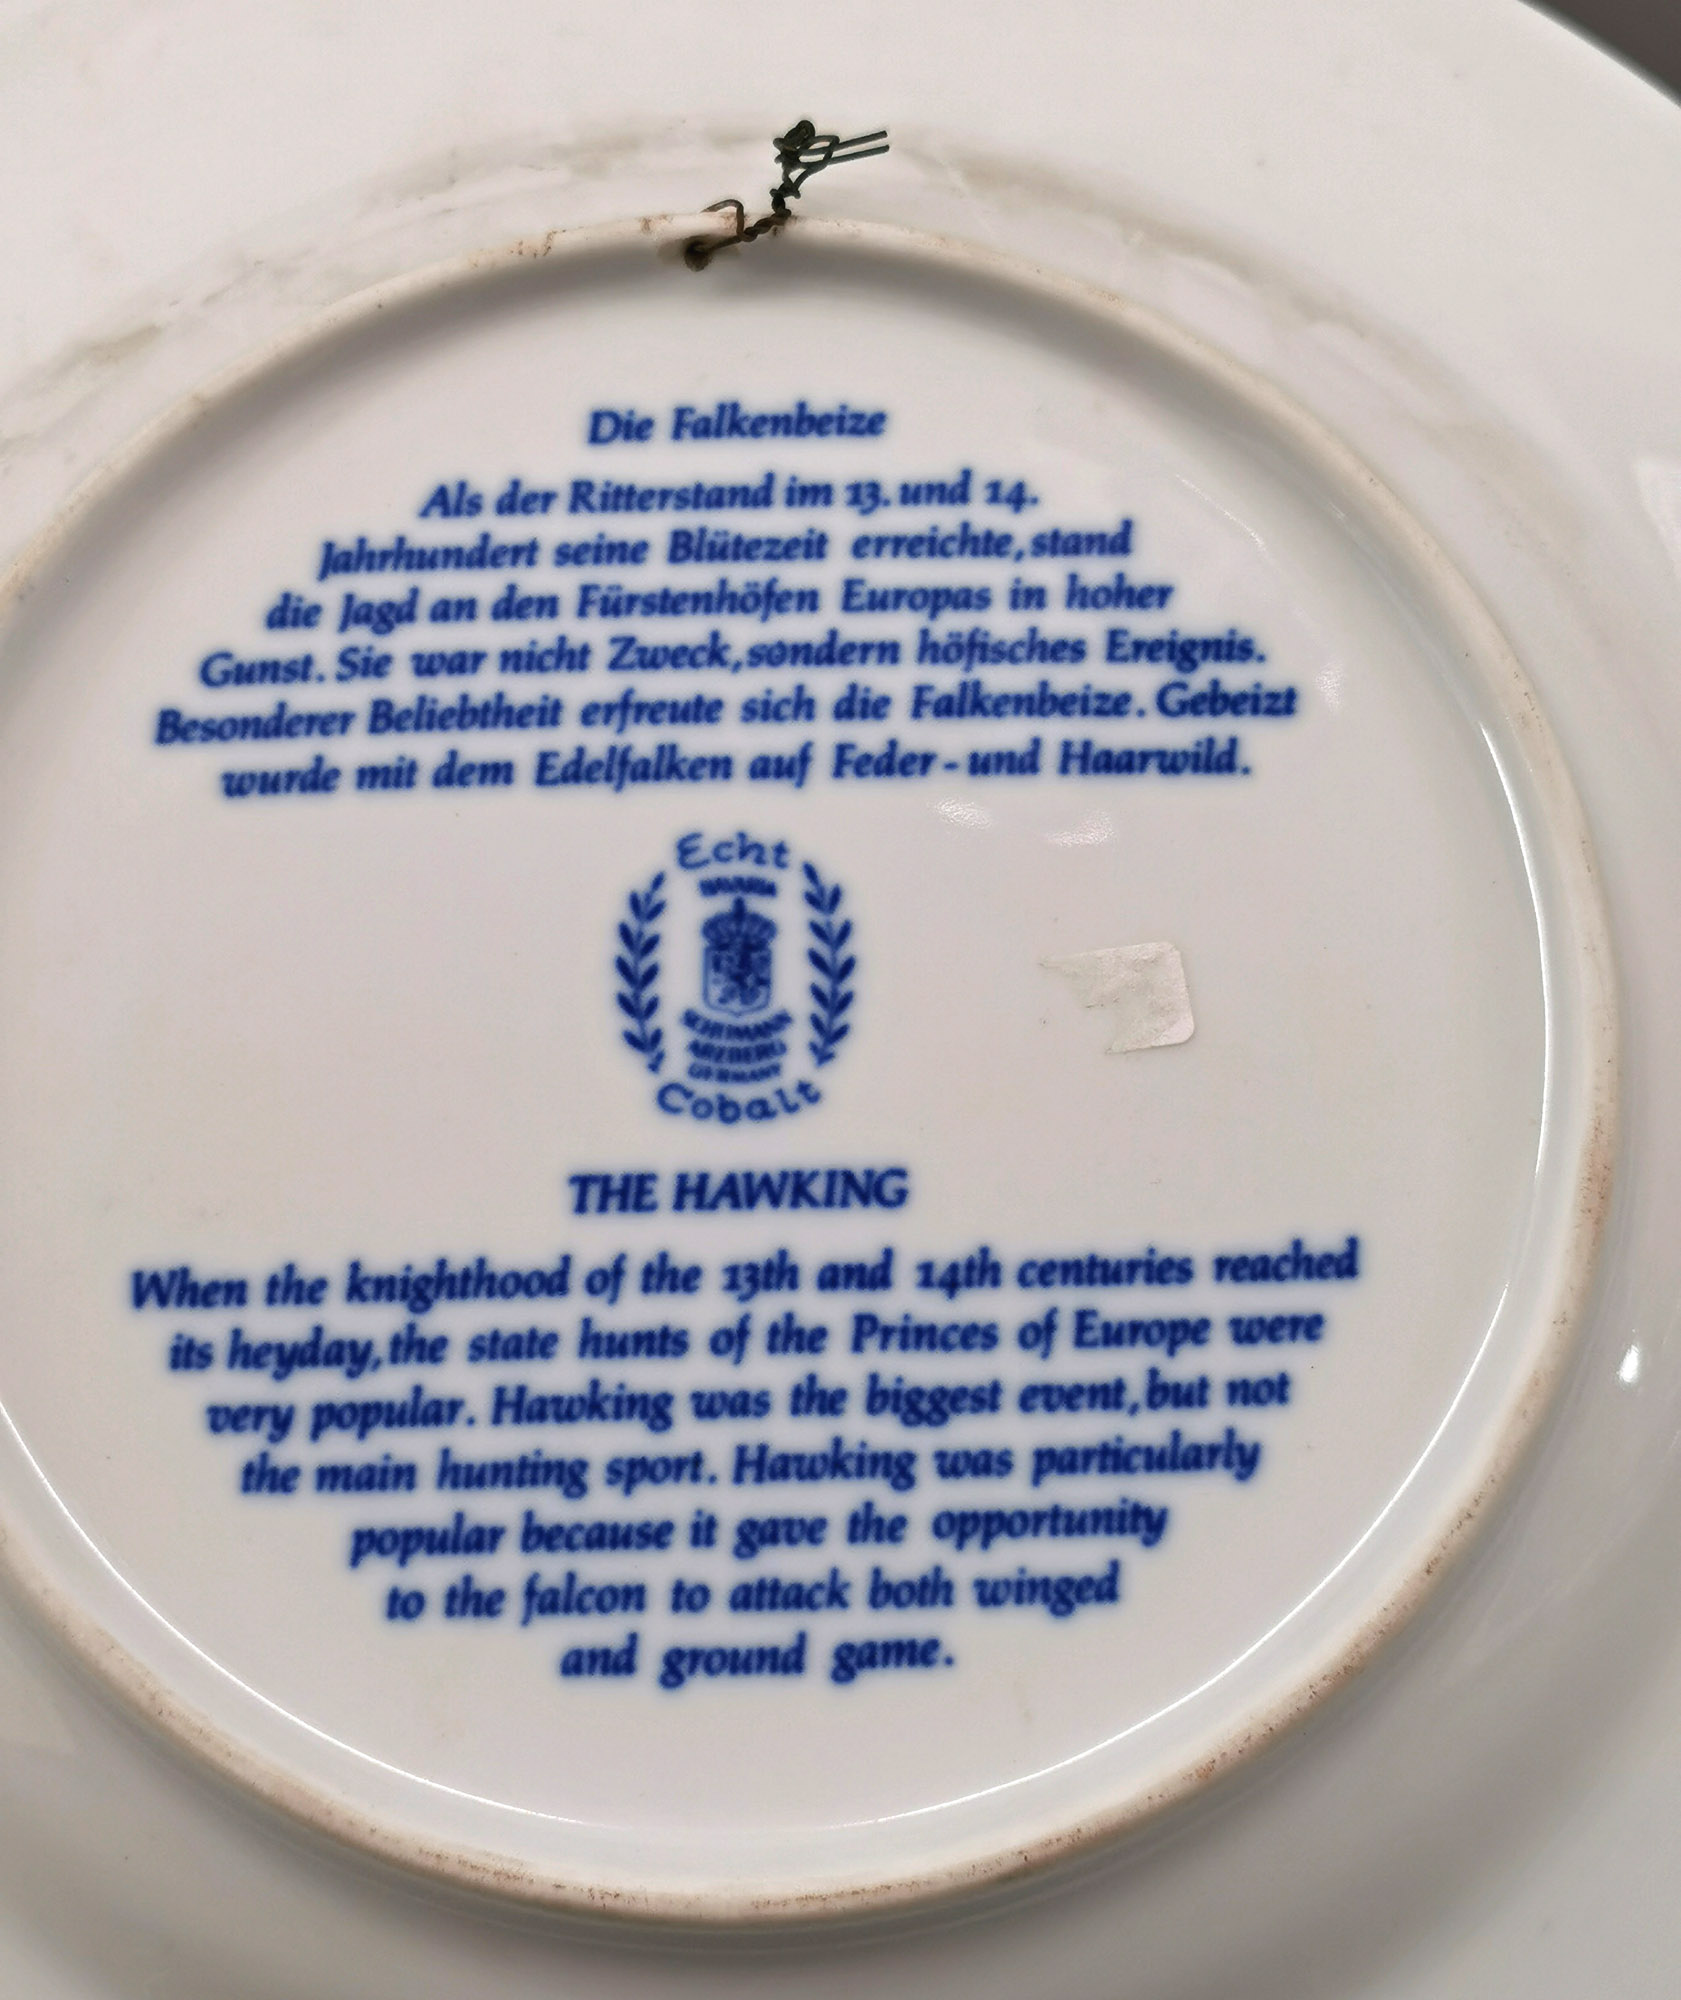 Die Falkenbeize
Als der Ritterstand im 13. und 14.
Jahrhundert seine Blütezeit erreichte, stand
die Jagd an den Fürstenhöfen Europas in hoher
Gunst. Sie war nicht Zweck, sondern höfisches Ereignis.
Besonderer Beliebtheit erfreute sich die Falkenbeize. Gebeizt
wurde mit dem Edelfalken auf Feder- und Haarwild.
Echt
BAVARIA
SCHUMANN
ARZBERG
GERMANY
Cobalt
THE HAWKING
When the knighthood of the 13th and 14th centuries reached
its heyday, the state hunts of the Princes of Europe were
very popular. Hawking was the biggest event, but not
the main hunting sport. Hawking was particularly
popular because it gave the opportunity
to the falcon to attack both winged
and ground game.